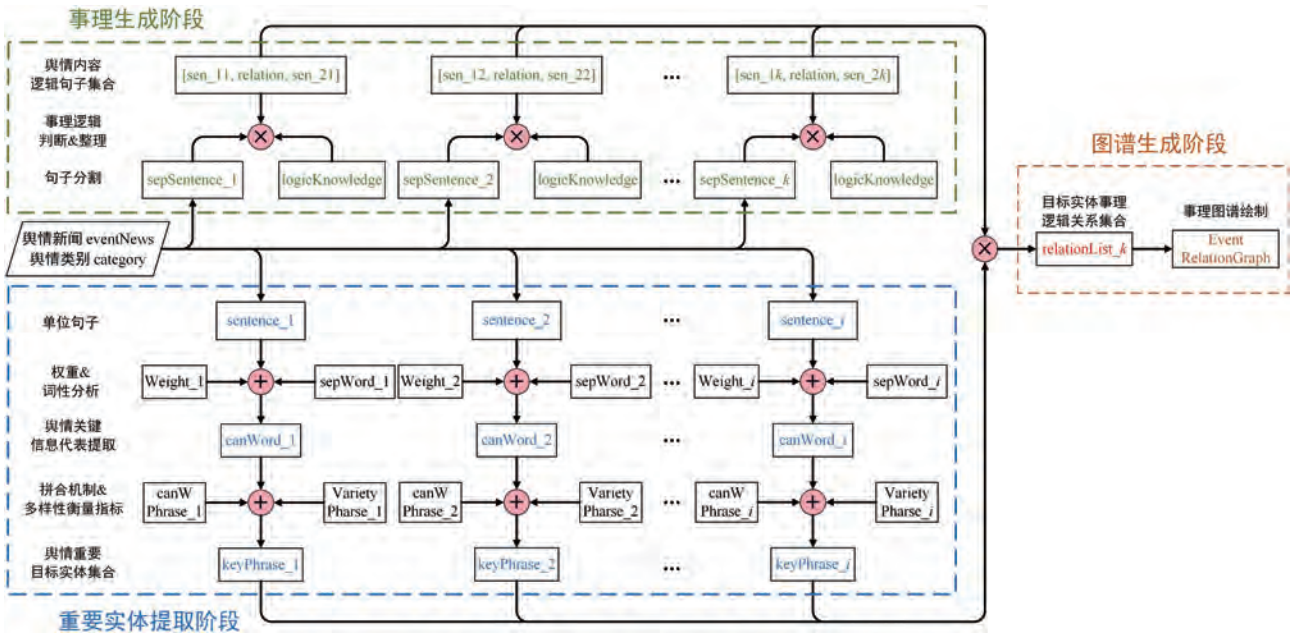 事理生成阶段
舆情内容
逻辑句子集合
[sen_11, relation, sen_21]
[sen_12, relation, sen_22]
...
[sen_1k, relation, sen_2k]
事理逻辑
判断&整理
句子分割
sepSentence_1
logicKnowledge
sepSentence_2
logicKnowledge
...
sepSentence_k
logicKnowledge
舆情新闻 eventNews
舆情类别 category
图谱生成阶段
目标实体事理
逻辑关系集合
事理图谱绘制
relationList_k
Event
RelationGraph
单位句子
sentence_1
sentence_2
...
sentence_i
权重&
词性分析
Weight_1
sepWord_1
Weight_2
sepWord_2
...
Weight_i
sepWord_i
舆情关键
信息代表提取
canWord_1
canWord_2
...
canWord_i
拼合机制&
多样性衡量指标
canW
Phrase_1
Variety
Pharse_1
canW
Phrase_2
Variety
Pharse_2
...
canW
Phrase_i
Variety
Pharse_i
舆情重要
目标实体集合
keyPhrase_1
keyPhrase_2
...
keyPhrase_i
重要实体提取阶段